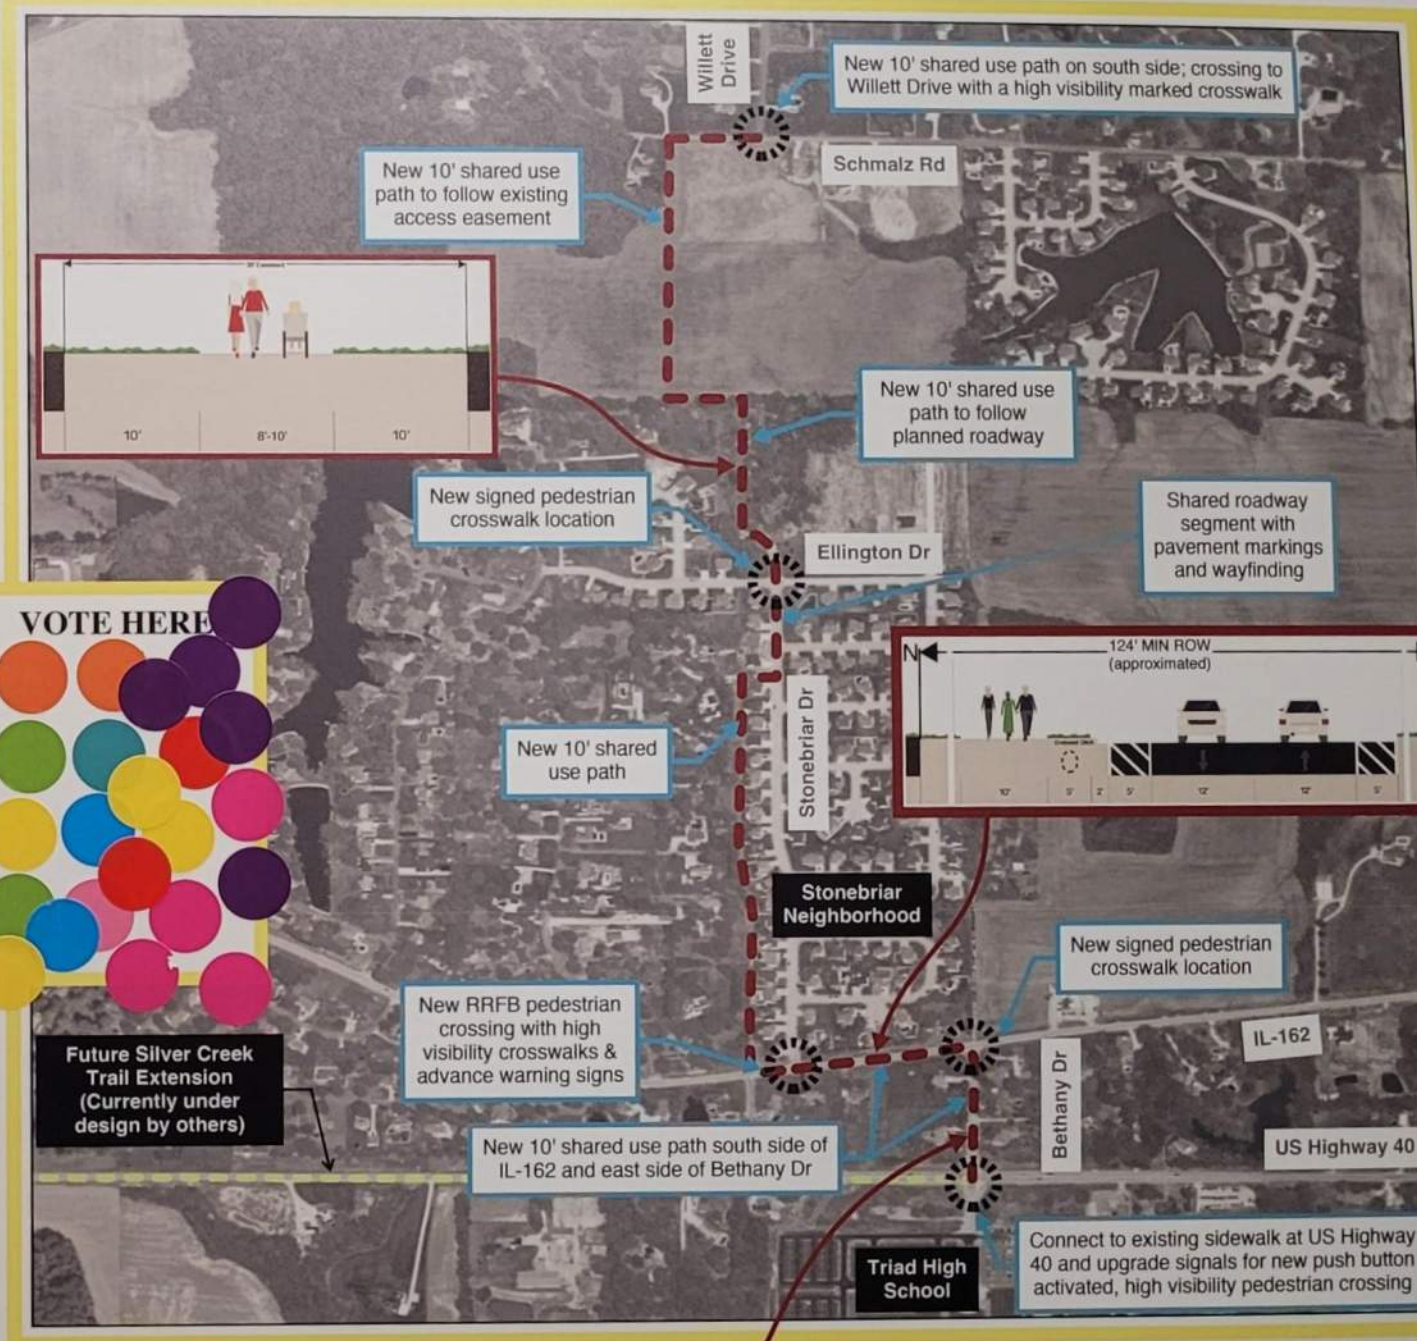 Willett
Drive
New 10' shared use path on south side; crossing to
Willett Drive with a high visibility marked crosswalk
Schmalz Rd
New 10' shared use
path to follow existing
access easement
10'
8'-10'
10'
New 10' shared use
path to follow
planned roadway
New signed pedestrian
crosswalk location
Ellington Dr
Shared roadway
segment with
pavement markings
and wayfinding
VOTE HERE
N
124' MIN ROW
(approximated)
10'
5'
2'
5'
12'
12'
5'
New 10' shared
use path
Stonebriar Dr
Stonebriar
Neighborhood
New signed pedestrian
crosswalk location
New RRFB pedestrian
crossing with high
visibility crosswalks &
advance warning signs
IL-162
Bethany Dr
Future Silver Creek
Trail Extension
(Currently under
design by others)
New 10' shared use path south side of
IL-162 and east side of Bethany Dr
US Highway 40
Triad High
School
Connect to existing sidewalk at US Highway
40 and upgrade signals for new push button
activated, high visibility pedestrian crossing